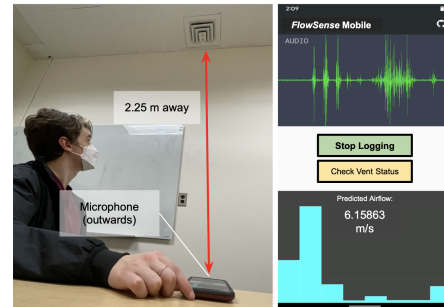 2.25 m away
Microphone
(outwards)
2:09
FlowSense Mobile
AUDIO
Stop Logging
Check Vent Status
Predicted Airflow:
6.15863
m/s